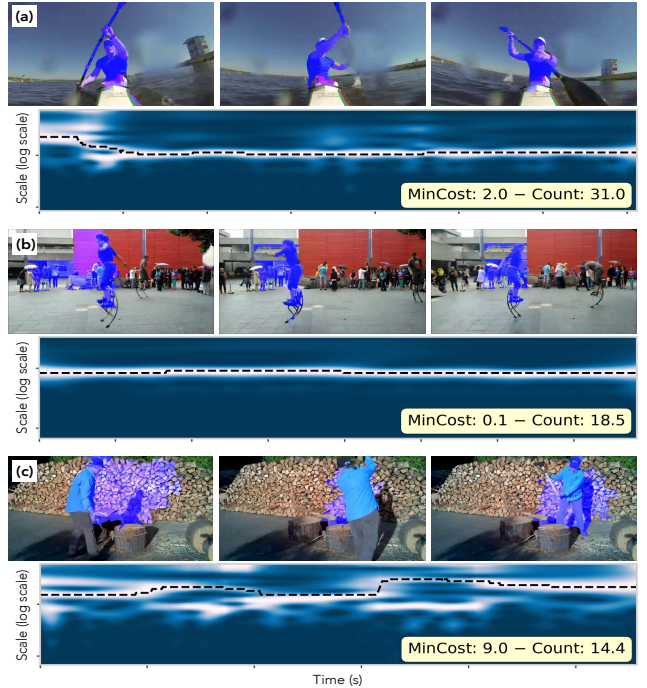 (a)
Scale (log scale)
MinCost: 2.0 − Count: 31.0
(b)
Scale (log scale)
MinCost: 0.1 − Count: 18.5
(c)
Scale (log scale)
MinCost: 9.0 − Count: 14.4
Time (s)